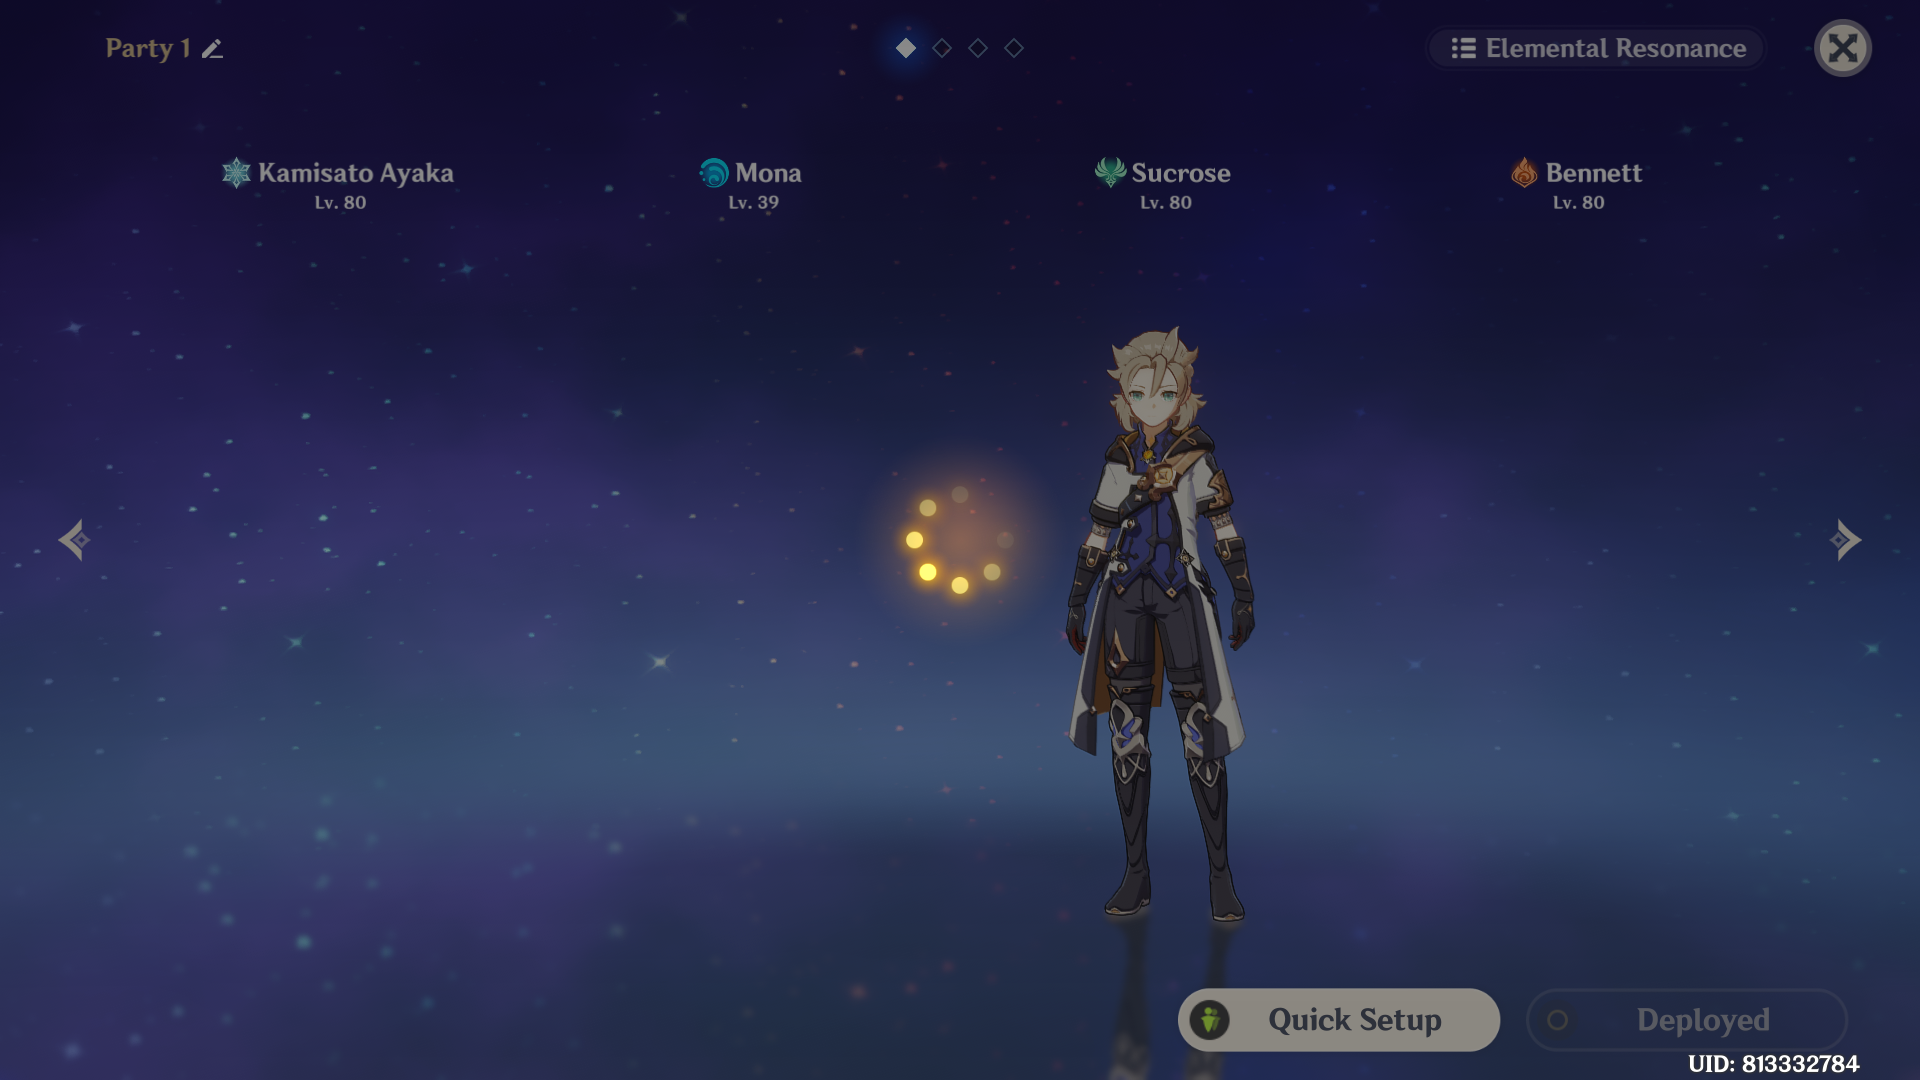 Party 1
Elemental Resonance
Kamisato Ayaka
Lv. 80
Mona
Lv. 39
Sucrose
Lv. 80
Bennett
Lv. 80
Quick Setup
Deployed
UID: 813332784